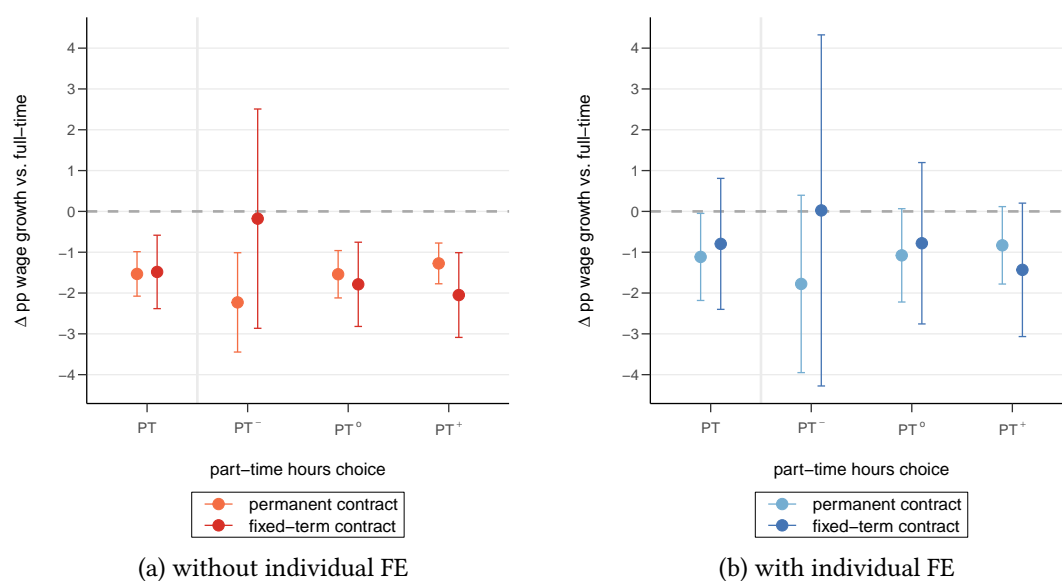 Δ pp wage growth vs. full−time
4
3
2
1
0
−1
−2
−3
−4
PT
PT⁻
PTᵒ
PT⁺
part−time hours choice
permanent contract
fixed−term contract
(a) without individual FE
Δ pp wage growth vs. full−time
4
3
2
1
0
−1
−2
−3
−4
PT
PT⁻
PTᵒ
PT⁺
part−time hours choice
permanent contract
fixed−term contract
(b) with individual FE